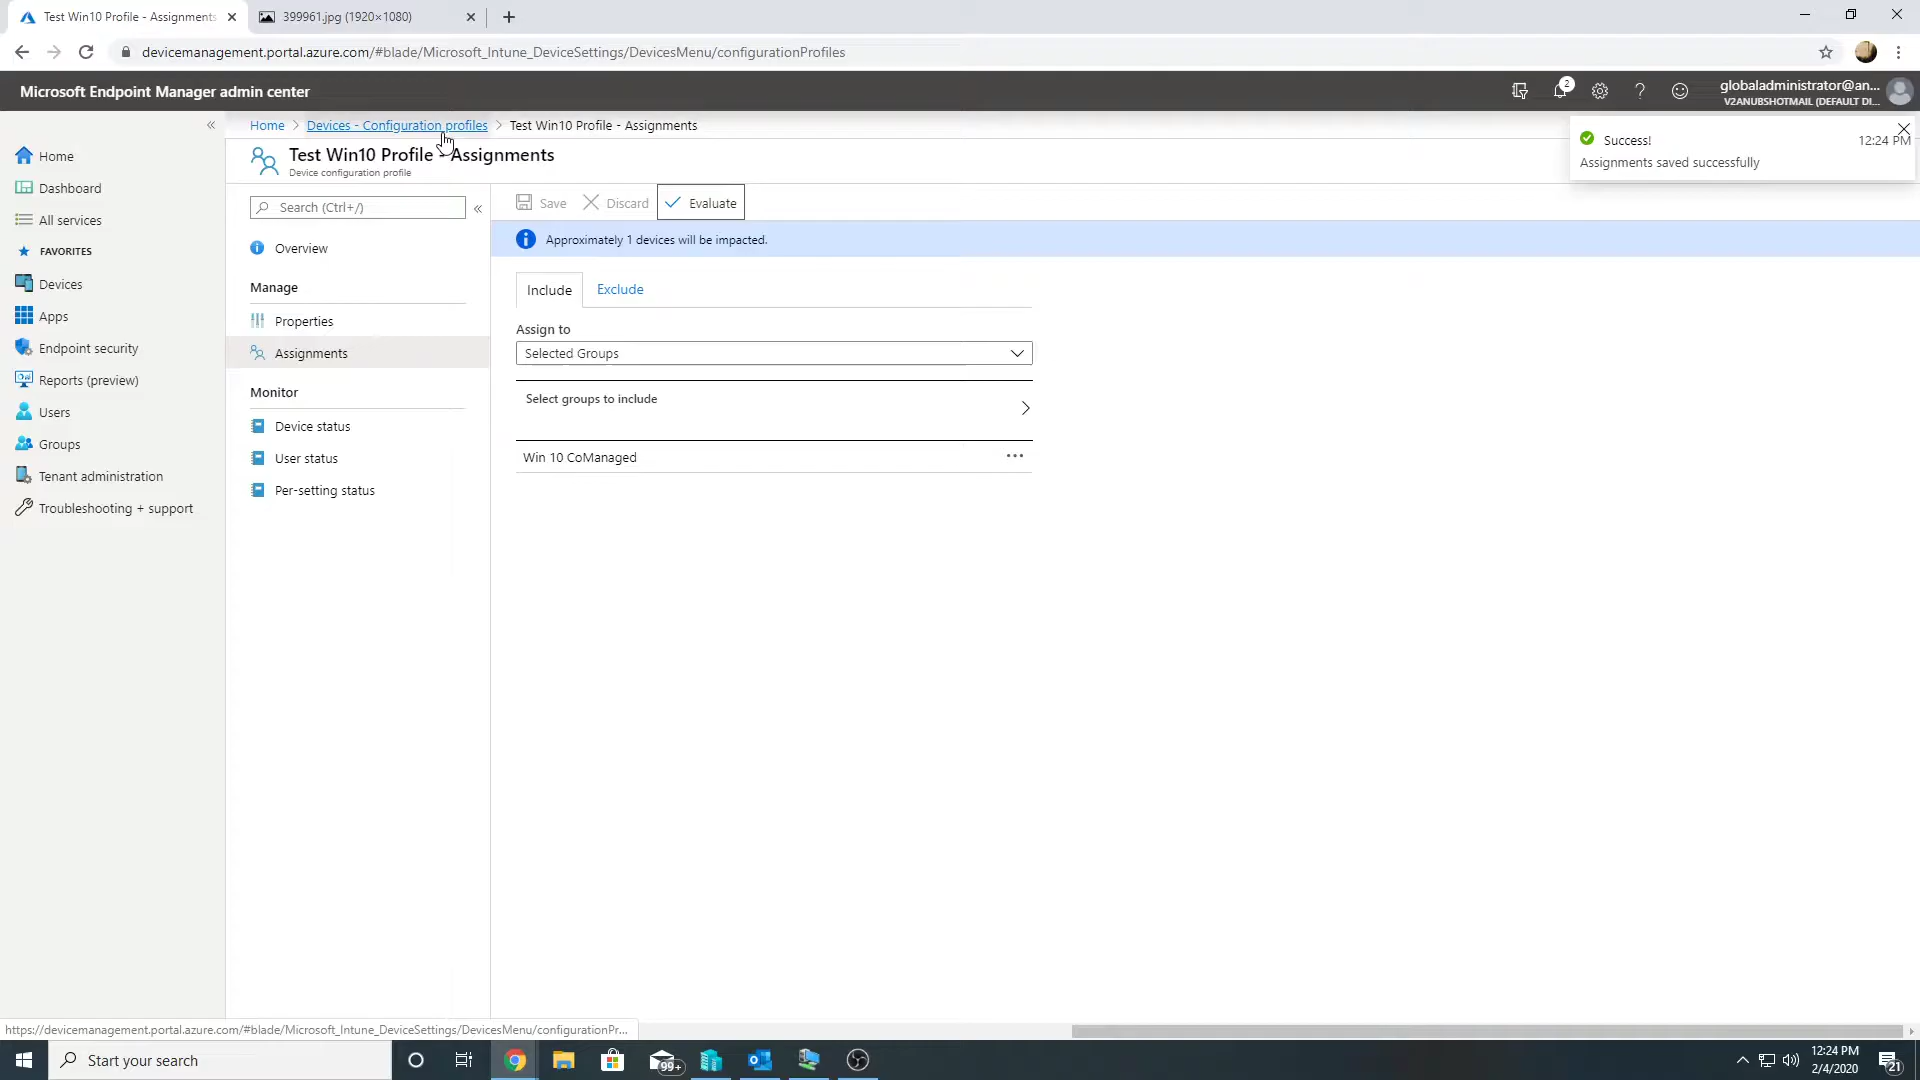 Test Win10 Profile - Assignments
399961.jpg (1920×1080)
devicemanagement.portal.azure.com/#blade/Microsoft_Intune_DeviceSettings/DevicesMenu/configurationProfiles
Microsoft Endpoint Manager admin center
2
globaladministrator@an...
V2ANUBSHOTMAIL (DEFAULT DI...
Home > Devices - Configuration profiles > Test Win10 Profile - Assignments
Test Win10 Profile - Assignments
Device configuration profile
Success!
12:24 PM
Assignments saved successfully
Home
Dashboard
All services
FAVORITES
Devices
Apps
Endpoint security
Reports (preview)
Users
Groups
Tenant administration
Troubleshooting + support
Search (Ctrl+/)
Overview
Manage
Properties
Assignments
Monitor
Device status
User status
Per-setting status
Save
Discard
Evaluate
Approximately 1 devices will be impacted.
Include
Exclude
Assign to
Selected Groups
Select groups to include
Win 10 CoManaged
https://devicemanagement.portal.azure.com/#blade/Microsoft_Intune_DeviceSettings/DevicesMenu/configurationPr...
Start your search
99+
12:24 PM
2/4/2020
21